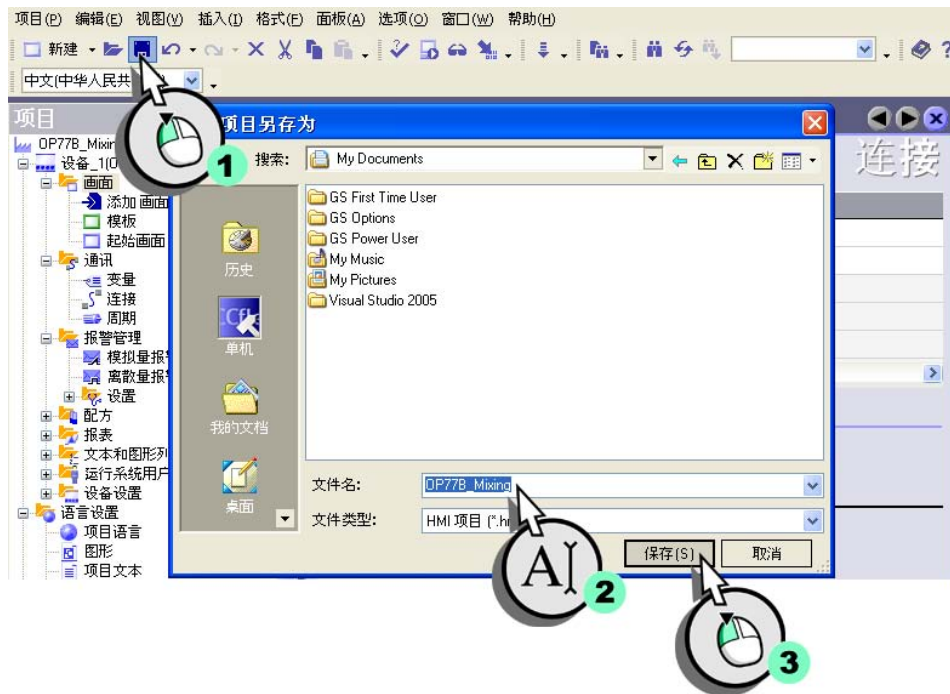 项目(P) 编辑(E) 视图(V) 插入(I) 格式(F) 面板(A) 选项(O) 窗口(W) 帮助(H)
新建
中文(中华人民共
项目
OP77B_Mixin
设备_1(O
画面
添加 画面
模板
起始画面
通讯
变量
连接
周期
报警管理
模拟量报
离散量报
设置
配方
报表
文本和图形列
运行系统用户
设备设置
语言设置
项目语言
图形
项目文本
连接
项目另存为
搜索: My Documents
GS First Time User
GS Options
GS Power User
My Music
My Pictures
Visual Studio 2005
历史
单机
我的文档
桌面
文件名: OP77B_Mixing
文件类型: HMI 项目 (*.h
保存(S) 取消
1
A
2
3